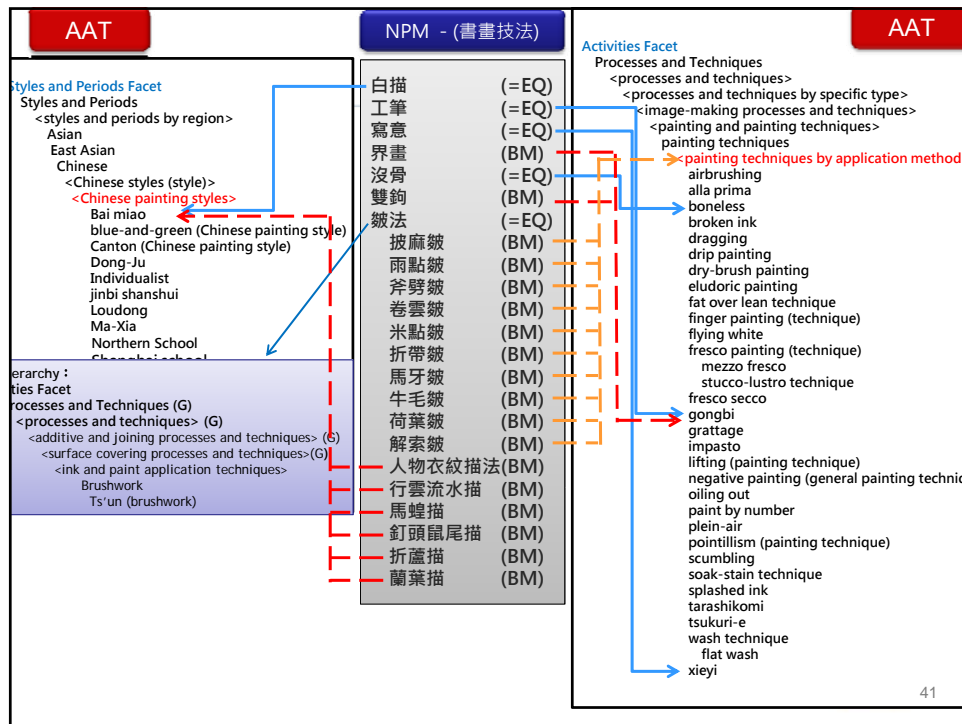 AAT
Styles and Periods Facet
Styles and Periods
<styles and periods by region>
Asian
East Asian
Chinese
<Chinese styles (style)>
<Chinese painting styles>
Bai miao
blue-and-green (Chinese painting style)
Canton (Chinese painting style)
Dong-Ju
Individualist
jinbi shanshui
Loudong
Ma-Xia
Northern School
Shanghai school
erarchy：
ties Facet
rocesses and Techniques (G)
<processes and techniques> (G)
<additive and joining processes and techniques> (G)
<surface covering processes and techniques>(G)
<ink and paint application techniques>
Brushwork
Ts'un (brushwork)
NPM - (書畫技法)
白描 (=EQ)
工筆 (=EQ)
寫意 (=EQ)
界畫 (BM)
沒骨 (=EQ)
雙鉤 (BM)
皴法 (=EQ)
披麻皴 (BM)
雨點皴 (BM)
斧劈皴 (BM)
卷雲皴 (BM)
米點皴 (BM)
折帶皴 (BM)
馬牙皴 (BM)
牛毛皴 (BM)
荷葉皴 (BM)
解索皴 (BM)
人物衣紋描法(BM)
行雲流水描 (BM)
馬蝗描 (BM)
釘頭鼠尾描 (BM)
折蘆描 (BM)
蘭葉描 (BM)
AAT
Activities Facet
Processes and Techniques
<processes and techniques>
<processes and techniques by specific type>
<image-making processes and techniques>
<painting and painting techniques>
painting techniques
<painting techniques by application method
airbrushing
alla prima
boneless
broken ink
dragging
drip painting
dry-brush painting
eludoric painting
fat over lean technique
finger painting (technique)
flying white
fresco painting (technique)
mezzo fresco
stucco-lustro technique
fresco secco
gongbi
grattage
impasto
lifting (painting technique)
negative painting (general painting techniq
oiling out
paint by number
plein-air
pointillism (painting technique)
scumbling
soak-stain technique
splashed ink
tarashikomi
tsukuri-e
wash technique
flat wash
xieyi
41